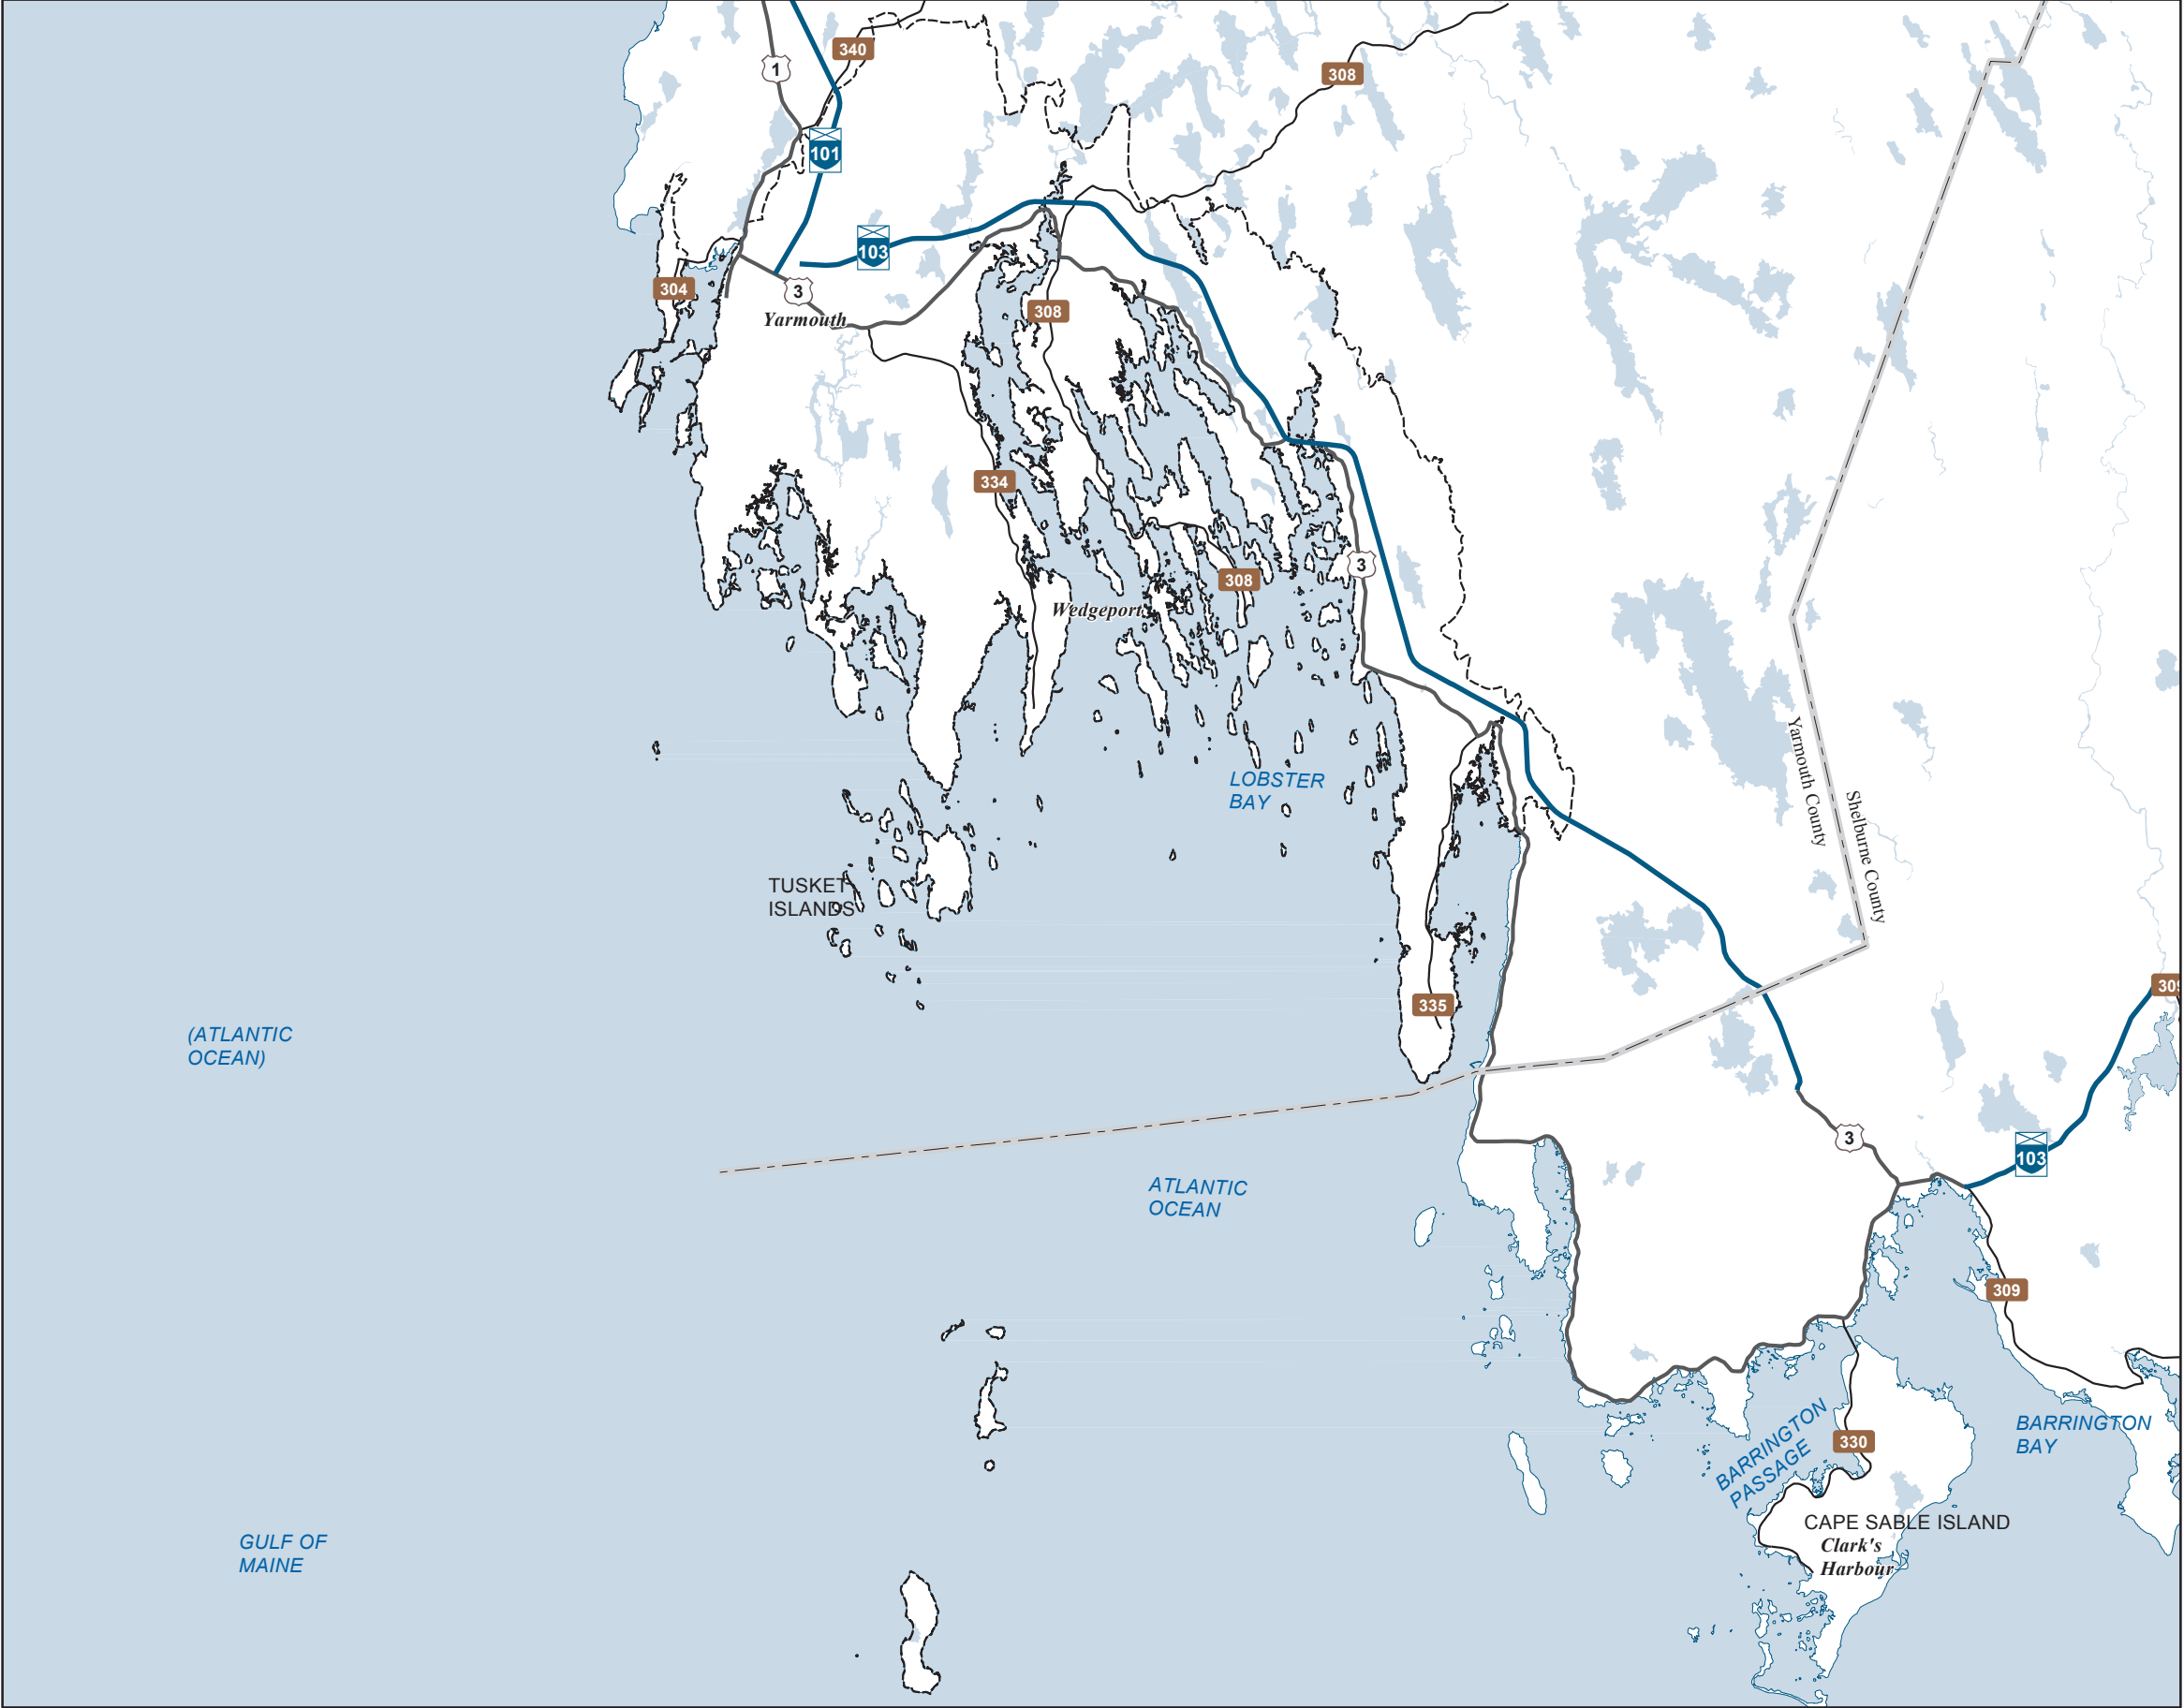 340
1
308
101
103
304
3
Yarmouth
308
334
3
308
Wedgeport
Yarmouth County
Shelburne County
LOBSTER
BAY
TUSKET
ISLANDS
335
309
(ATLANTIC
OCEAN)
3
103
ATLANTIC
OCEAN
309
BARRINGTON
PASSAGE
330
BARRINGTON
BAY
CAPE SABLE ISLAND
Clark's
Harbour
GULF OF
MAINE